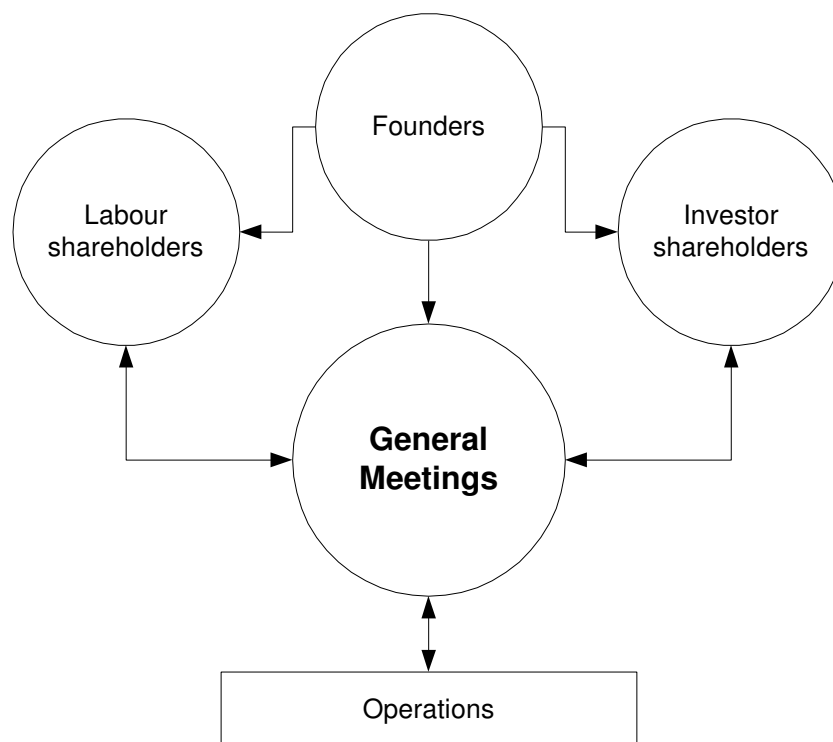 Founders
Labour
shareholders
Investor
shareholders
General
Meetings
Operations